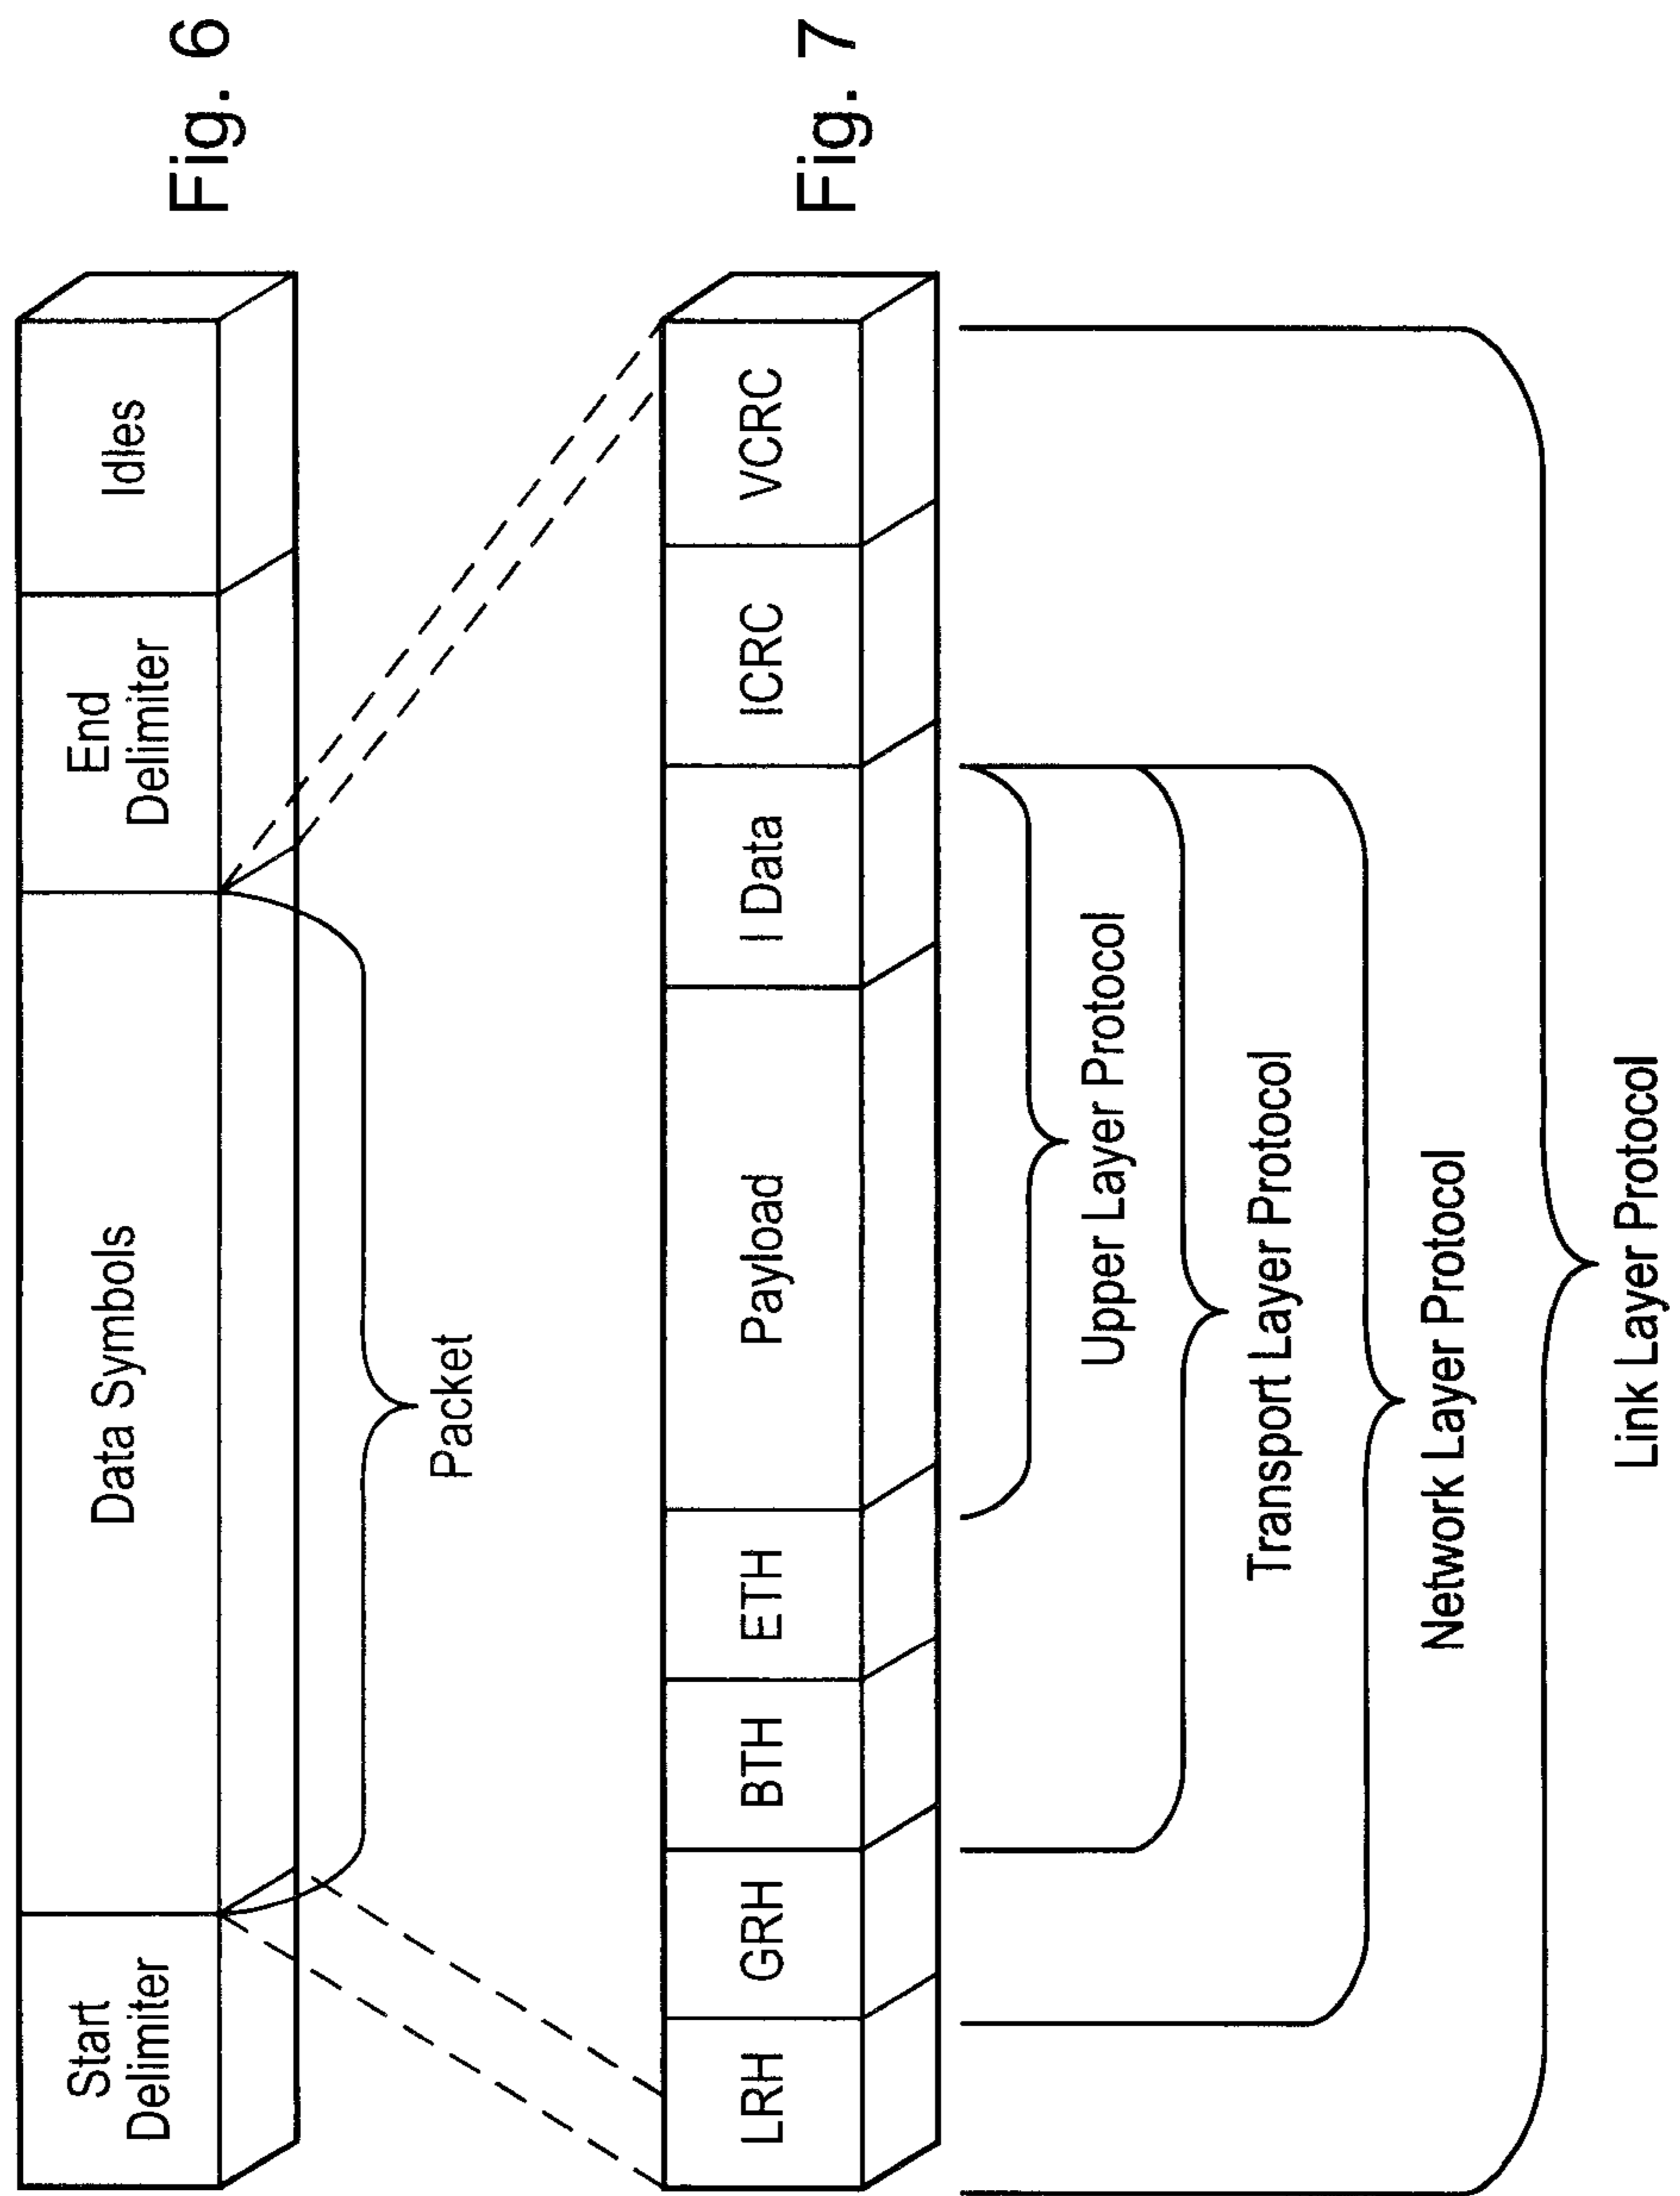 Start
Delimiter
Data Symbols
End
Delimiter
Idles
Packet
Fig. 6
LRH
GRH
BTH
ETH
Payload
I Data
ICRC
VCRC
Upper Layer Protocol
Transport Layer Protocol
Network Layer Protocol
Link Layer Protocol
Fig. 7